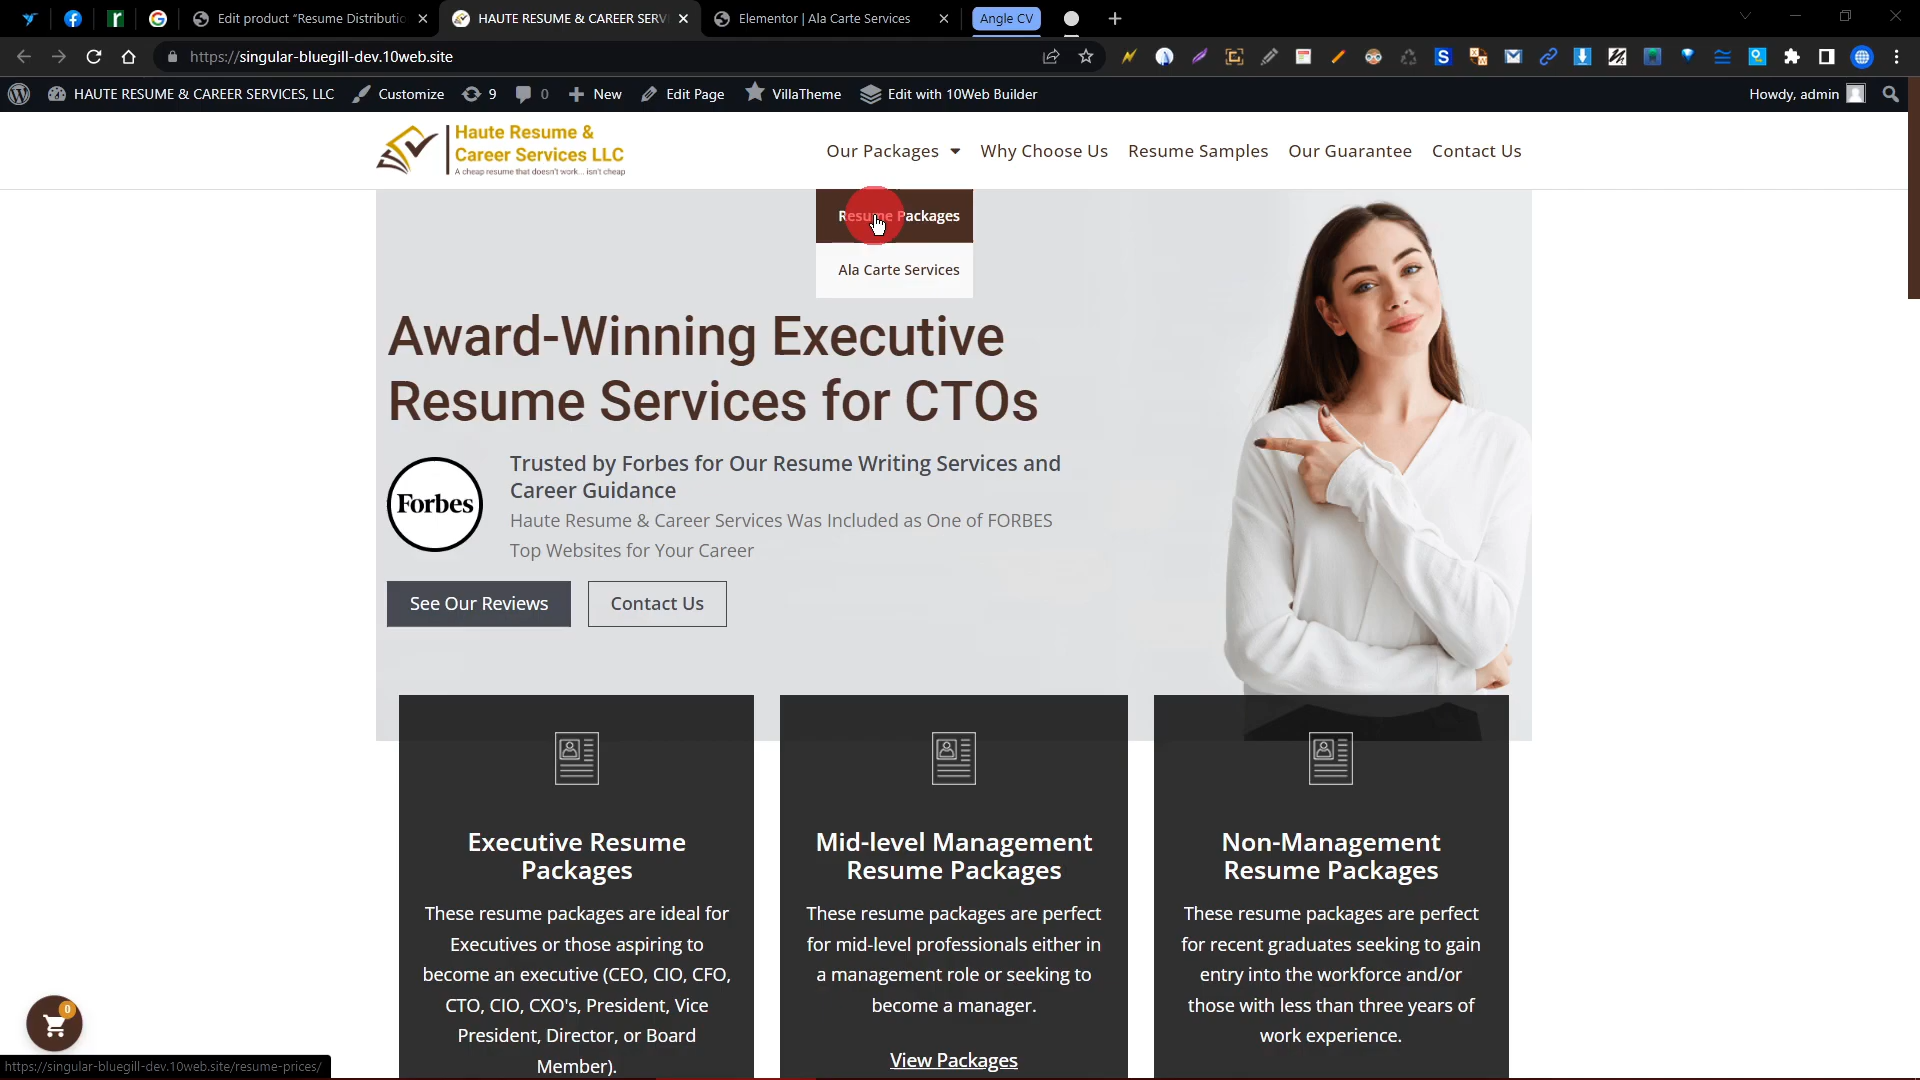 Edit product “Resume Distributio
HAUTE RESUME & CAREER SERV
Elementor | Ala Carte Services
Angle CV
https://singular-bluegill-dev.10web.site
HAUTE RESUME & CAREER SERVICES, LLC
Customize
9
0
New
Edit Page
VillaTheme
Edit with 10Web Builder
Howdy, admin
Haute Resume &
Career Services LLC
A cheap resume that doesn't work... isn't cheap
Our Packages
Why Choose Us
Resume Samples
Our Guarantee
Contact Us
Resume Packages
Ala Carte Services
Award-Winning Executive
Resume Services for CTOs
Forbes
Trusted by Forbes for Our Resume Writing Services and
Career Guidance
Haute Resume & Career Services Was Included as One of FORBES
Top Websites for Your Career
See Our Reviews
Contact Us
Executive Resume
Packages
These resume packages are ideal for
Executives or those aspiring to
become an executive (CEO, CIO, CFO,
CTO, CIO, CXO's, President, Vice
President, Director, or Board
Member).
Mid-level Management
Resume Packages
These resume packages are perfect
for mid-level professionals either in
a management role or seeking to
become a manager.
View Packages
Non-Management
Resume Packages
These resume packages are perfect
for recent graduates seeking to gain
entry into the workforce and/or
those with less than three years of
work experience.
0
https://singular-bluegill-dev.10web.site/resume-prices/